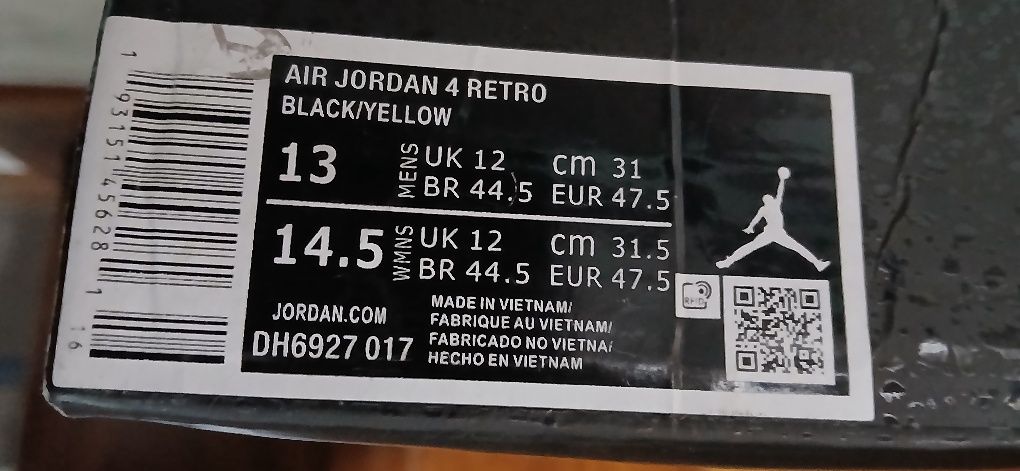 AIR JORDAN 4 RETRO
BLACK/YELLOW
13 MENS UK 12 cm 31
BR 44.5 EUR 47.5
14.5 WMNS UK 12 cm 31.5
BR 44.5 EUR 47.5
JORDAN.COM
DH6927 017
MADE IN VIETNAM/
FABRIQUE AU VIETNAM/
FABRICADO NO VIETNA/
HECHO EN VIETNAM
RFID
1 93151 45628 1
16